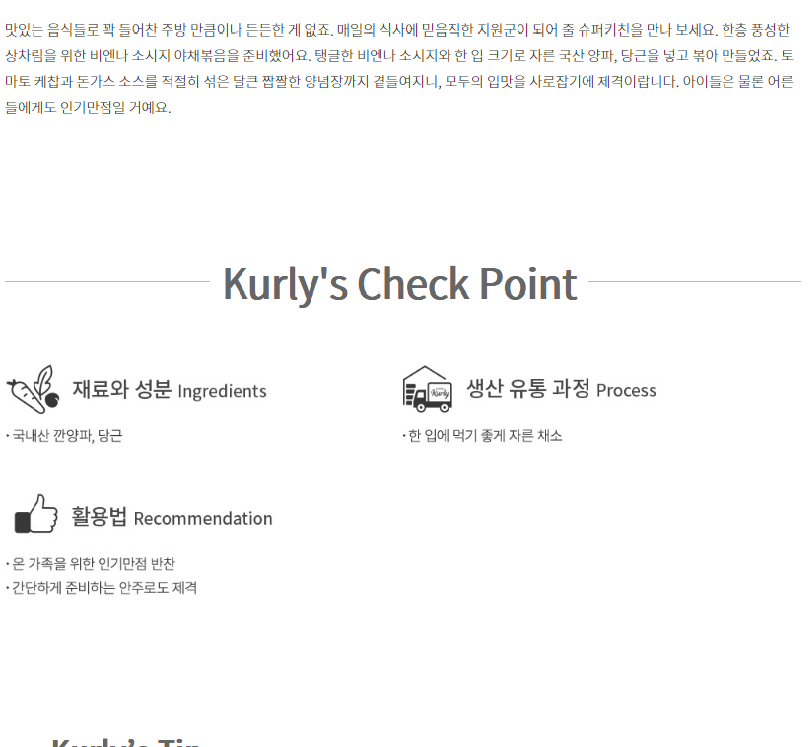 맛있는 음식들로 꽉 들어찬 주방 만큼이나 든든한 게 없죠. 매일의 식사에 믿음직한 지원군이 되어 줄 슈퍼키친을 만나 보세요. 한층 풍성한
상차림을 위한 비엔나 소시지 야채볶음을 준비했어요. 탱글한 비엔나 소시지와 한 입 크기로 자른 국산 양파, 당근을 넣고 볶아 만들었죠. 토
마토 케찹과 돈가스 소스를 적절히 섞은 달큰 짭짤한 양념장까지 곁들여지니, 모두의 입맛을 사로잡기에 제격이랍니다. 아이들은 물론 어른
들에게도 인기만점일 거예요.
Kurly's Check Point
재료와 성분 Ingredients
· 국내산 깐양파, 당근
Kurly
생산 유통 과정 Process
· 한 입에 먹기 좋게 자른 채소
활용법 Recommendation
· 온 가족을 위한 인기만점 반찬
· 간단하게 준비하는 안주로도 제격
Kurly's Tip